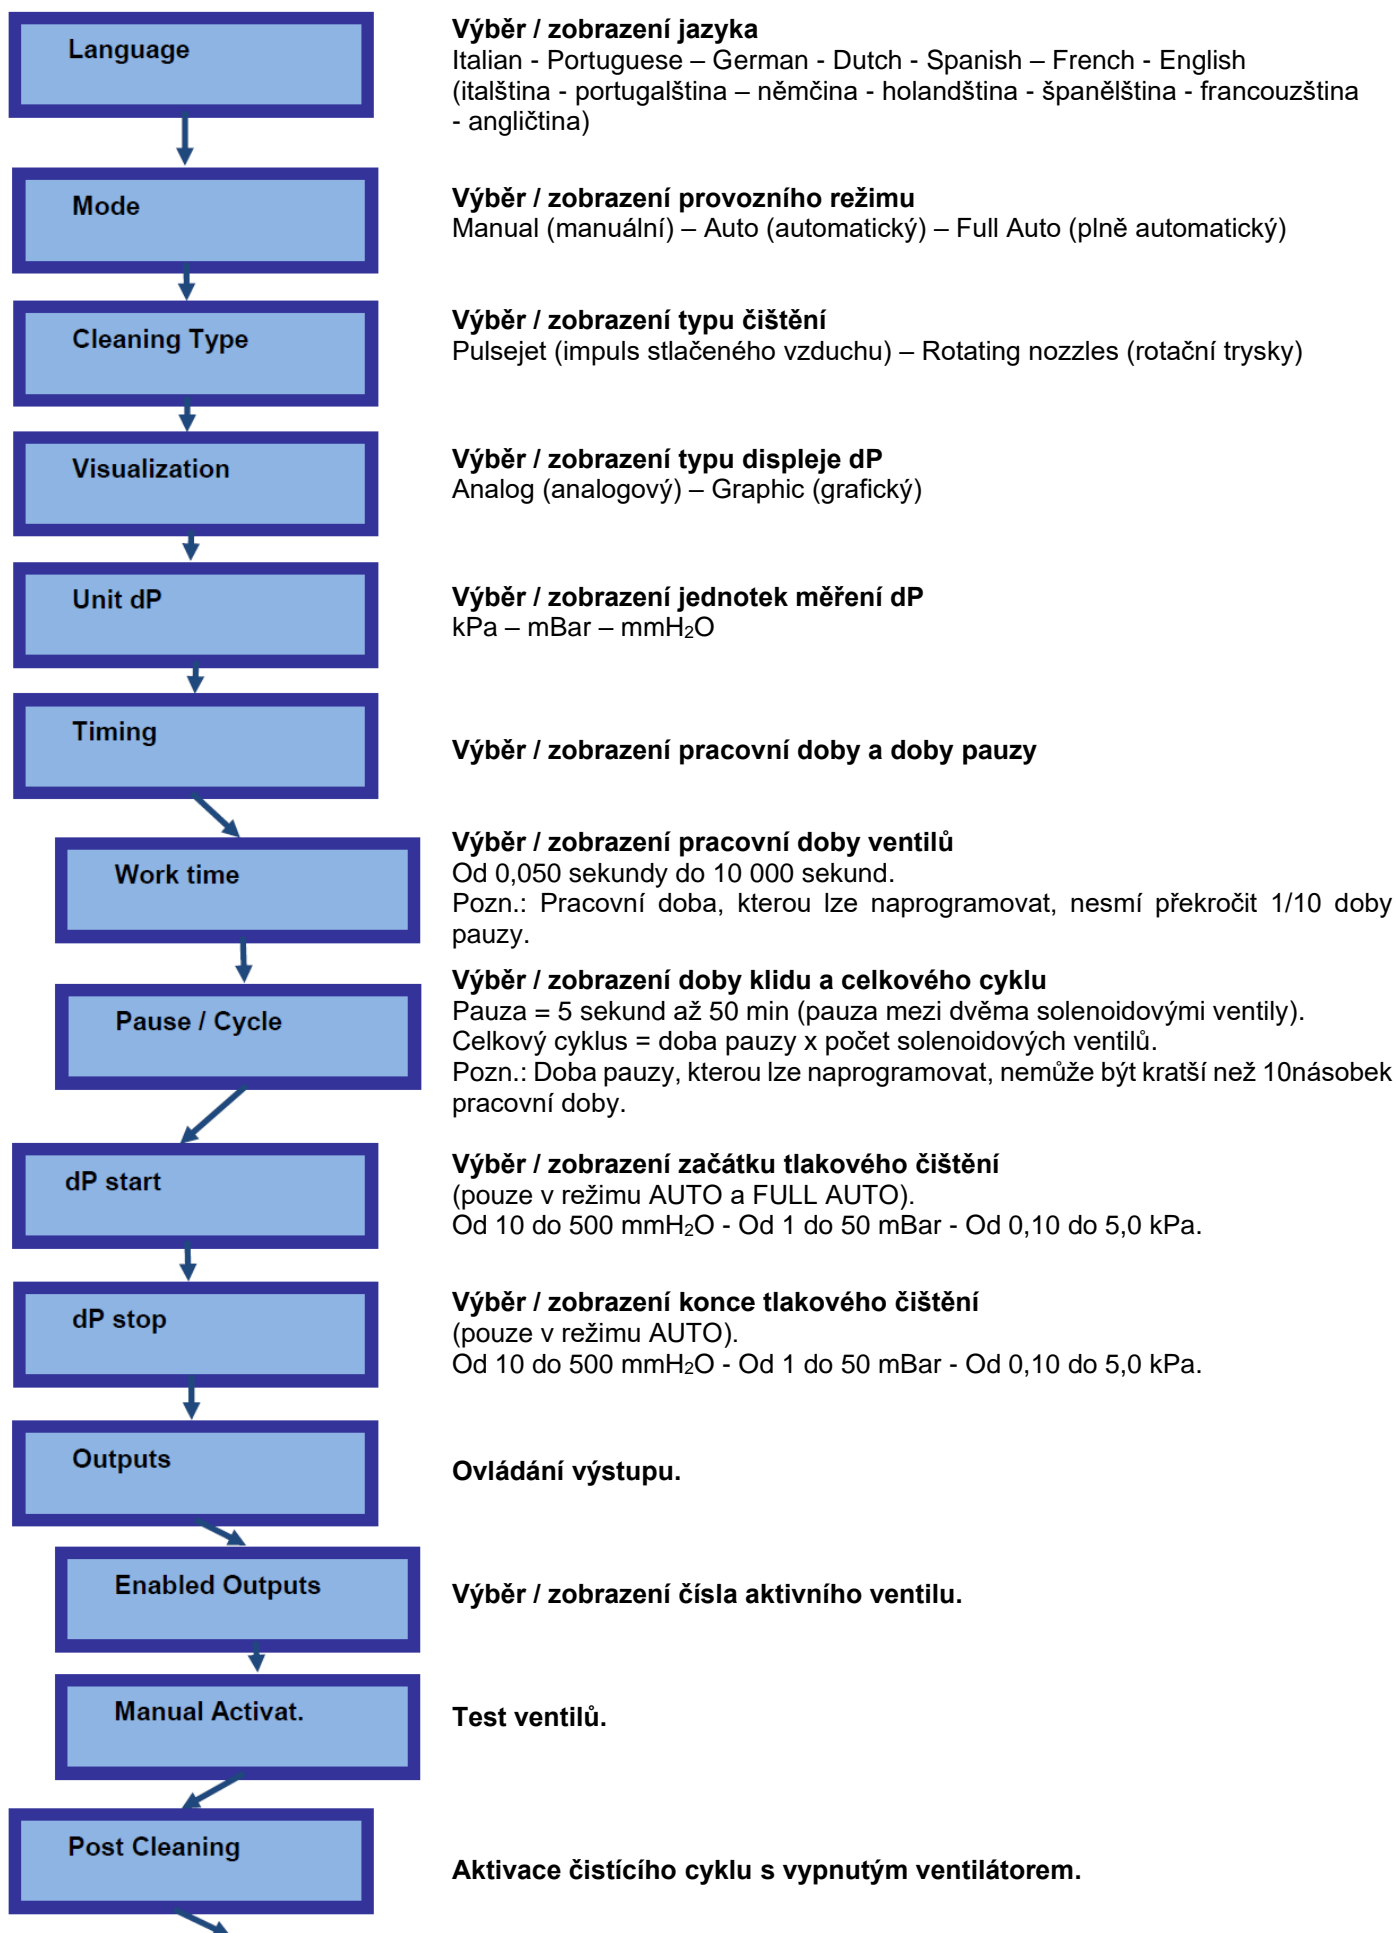 Language
Výběr / zobrazení jazyka
Italian - Portuguese – German - Dutch - Spanish – French - English
(italština - portugalština – němčina - holandština - španělština - francouzština
- angličtina)
Mode
Výběr / zobrazení provozního režimu
Manual (manuální) – Auto (automatický) – Full Auto (plně automatický)
Cleaning Type
Výběr / zobrazení typu čištění
Pulsejet (impuls stlačeného vzduchu) – Rotating nozzles (rotační trysky)
Visualization
Výběr / zobrazení typu displeje dP
Analog (analogový) – Graphic (grafický)
Unit dP
Výběr / zobrazení jednotek měření dP
kPa – mBar – mmH₂O
Timing
Výběr / zobrazení pracovní doby a doby pauzy
Work time
Výběr / zobrazení pracovní doby ventilů
Od 0,050 sekundy do 10 000 sekund.
Pozn.: Pracovní doba, kterou lze naprogramovat, nesmí překročit 1/10 doby
pauzy.
Pause / Cycle
Výběr / zobrazení doby klidu a celkového cyklu
Pauza = 5 sekund až 50 min (pauza mezi dvěma solenoidovými ventily).
Celkový cyklus = doba pauzy x počet solenoidových ventilů.
Pozn.: Doba pauzy, kterou lze naprogramovat, nemůže být kratší než 10násobek
pracovní doby.
dP start
Výběr / zobrazení začátku tlakového čištění
(pouze v režimu AUTO a FULL AUTO).
Od 10 do 500 mmH₂O - Od 1 do 50 mBar - Od 0,10 do 5,0 kPa.
dP stop
Výběr / zobrazení konce tlakového čištění
(pouze v režimu AUTO).
Od 10 do 500 mmH₂O - Od 1 do 50 mBar - Od 0,10 do 5,0 kPa.
Outputs
Ovládání výstupu.
Enabled Outputs
Výběr / zobrazení čísla aktivního ventilu.
Manual Activat.
Test ventilů.
Post Cleaning
Aktivace čistícího cyklu s vypnutým ventilátorem.